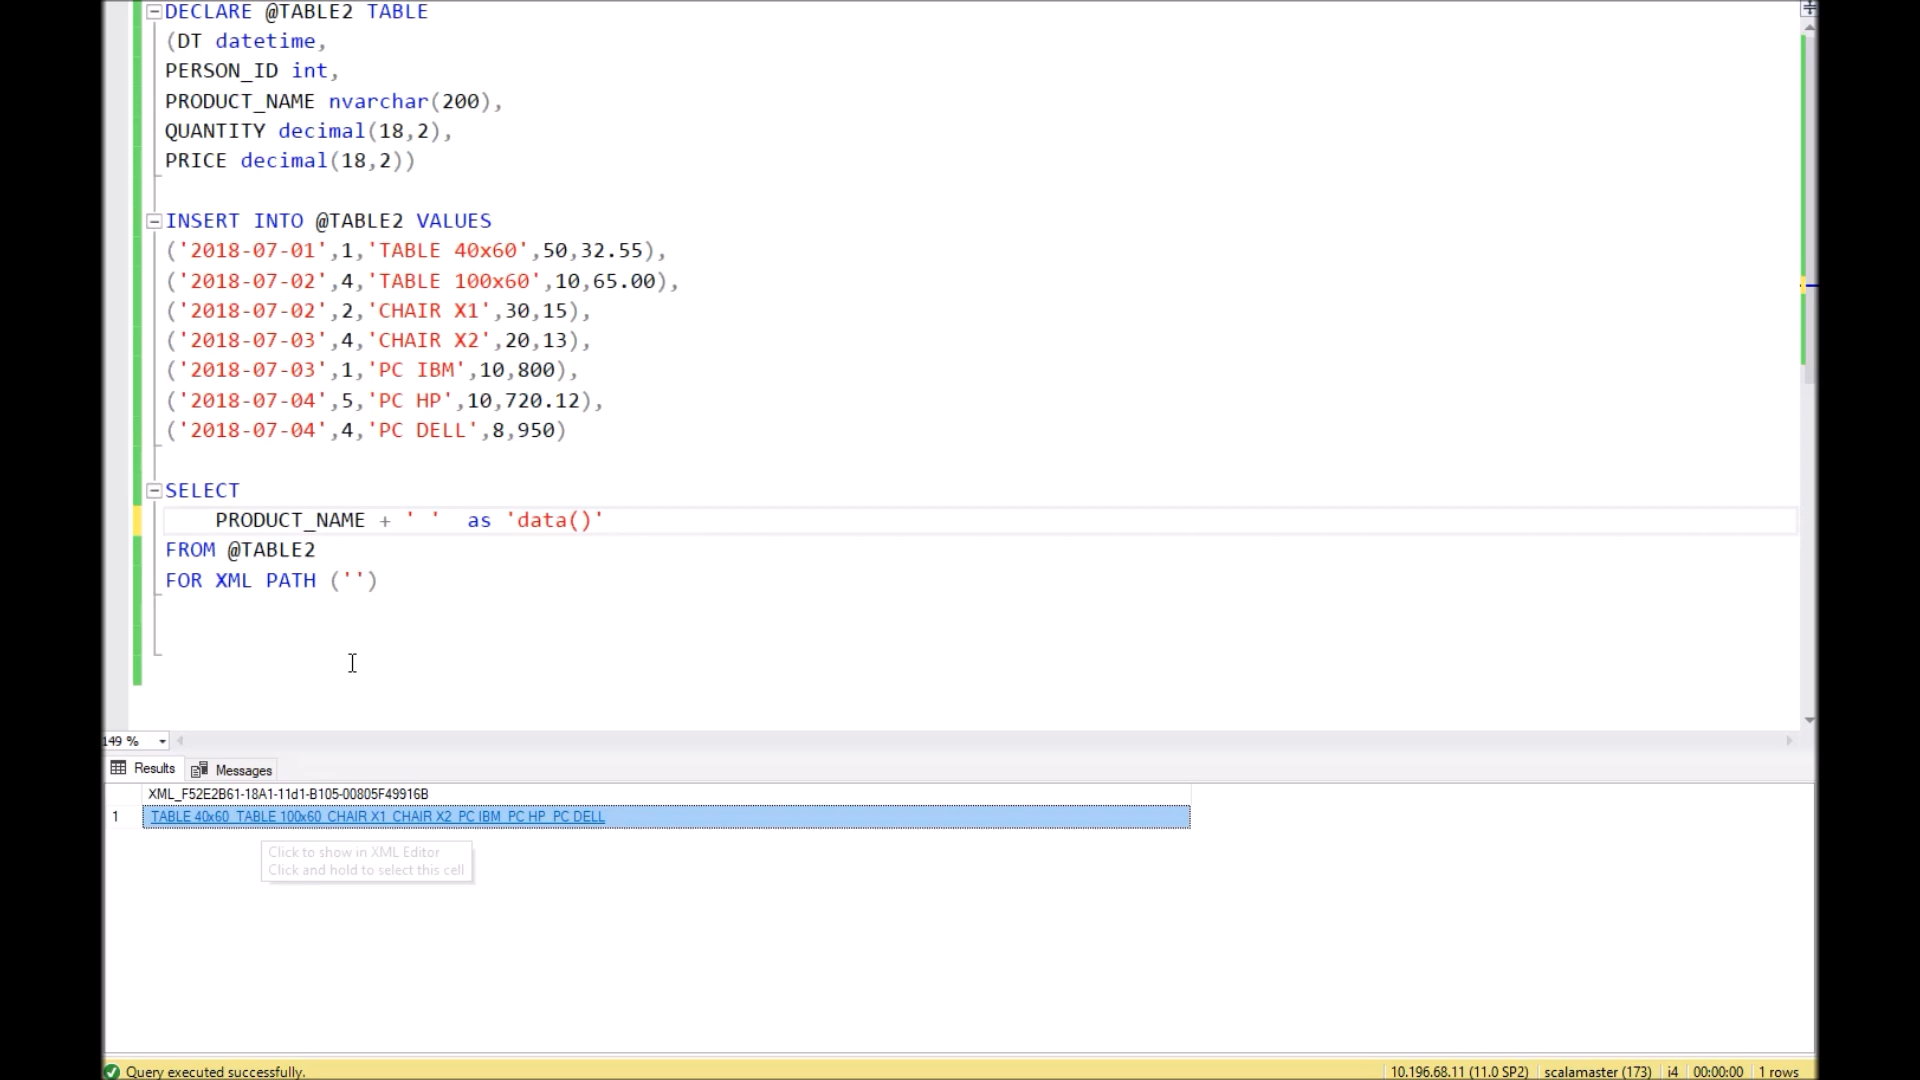 DECLARE @TABLE2 TABLE
(DT datetime,
PERSON_ID int,
PRODUCT_NAME nvarchar(200),
QUANTITY decimal(18,2),
PRICE decimal(18,2))
INSERT INTO @TABLE2 VALUES
('2018-07-01',1,'TABLE 40x60',50,32.55),
('2018-07-02',4,'TABLE 100x60',10,65.00),
('2018-07-02',2,'CHAIR X1',30,15),
('2018-07-03',4,'CHAIR X2',20,13),
('2018-07-03',1,'PC IBM',10,800),
('2018-07-04',5,'PC HP',10,720.12),
('2018-07-04',4,'PC DELL',8,950)
SELECT
PRODUCT_NAME + ' '  as 'data()'
FROM @TABLE2
FOR XML PATH ('')
149 %
Results Messages
XML_F52E2B61-18A1-11d1-B105-00805F49916B
1 TABLE 40x60  TABLE 100x60  CHAIR X1  CHAIR X2  PC IBM  PC HP  PC DELL
Click to show in XML Editor
Click and hold to select this cell
Query executed successfully. 10.196.68.11 (11.0 SP2) scalamaster (173) i4 00:00:00 1 rows